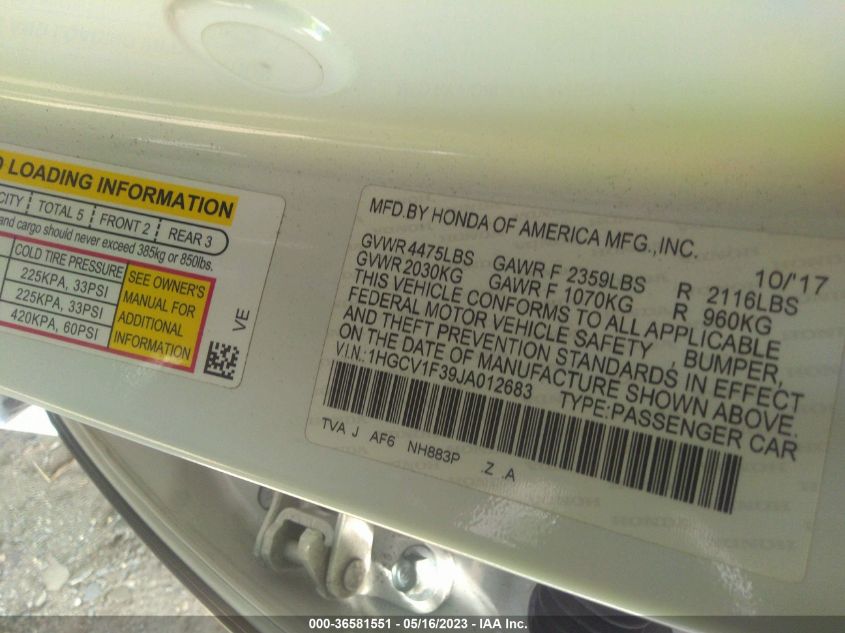 D LOADING INFORMATION
CITY TOTAL 5 FRONT 2 REAR 3
and cargo should never exceed 385kg or 850lbs.
COLD TIRE PRESSURE
225KPA, 33PSI
225KPA, 33PSI
420KPA, 60PSI
SEE OWNER'S
MANUAL FOR
ADDITIONAL
INFORMATION
VE
MFD.BY HONDA OF AMERICA MFG.,INC.
10/'17
GVWR 4475LBS GAWR F 2359LBS R 2116LBS
GVWR 2030KG GAWR F 1070KG R 960KG
THIS VEHICLE CONFORMS TO ALL APPLICABLE
FEDERAL MOTOR VEHICLE SAFETY , BUMPER,
AND THEFT PREVENTION STANDARDS IN EFFECT
ON THE DATE OF MANUFACTURE SHOWN ABOVE.
V.I.N.:1HGCV1F39JA012683 TYPE:PASSENGER CAR
TVA J AF6 NH883P Z .A
HONDA
000-36581551 - 05/16/2023 - IAA Inc.